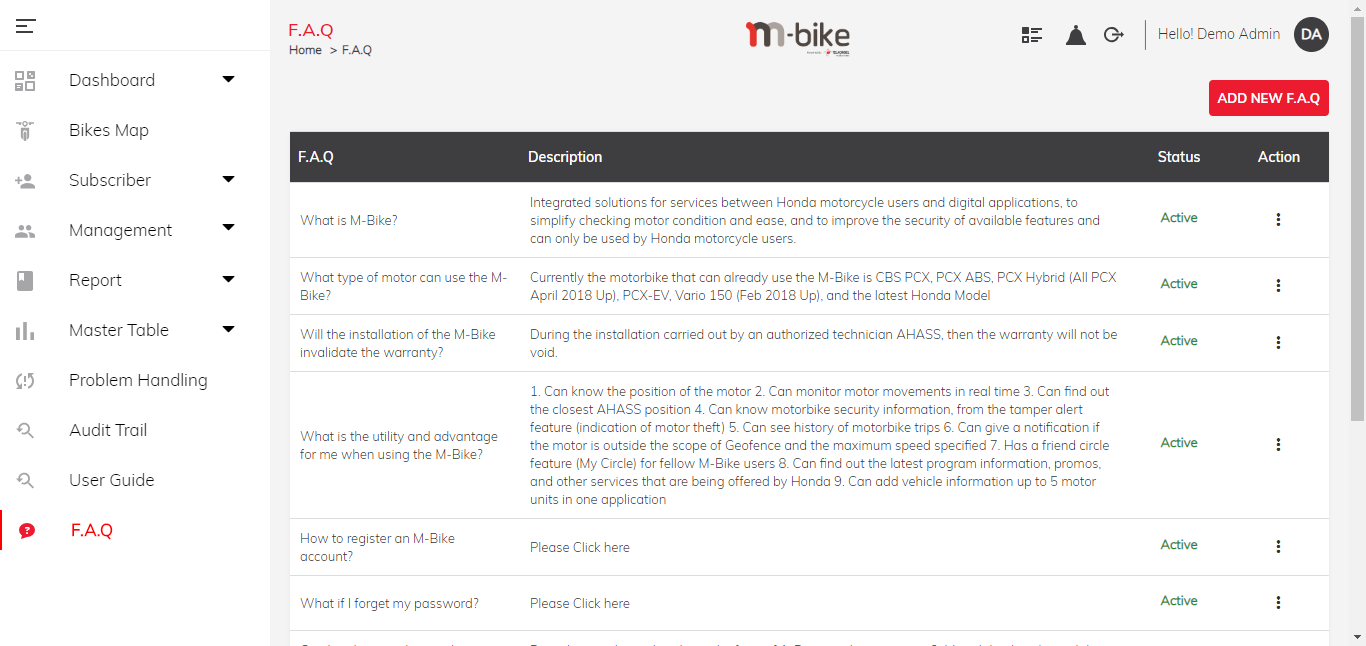 F.A.Q
Home > F.A.Q
m-bike
Hello! Demo Admin
DA
Dashboard
Bikes Map
Subscriber
Management
Report
Master Table
Problem Handling
Audit Trail
User Guide
F.A.Q
ADD NEW F.A.Q
F.A.Q Description Status Action
What is M-Bike?
Integrated solutions for services between Honda motorcycle users and digital applications, to
simplify checking motor condition and ease, and to improve the security of available features and
can only be used by Honda motorcycle users.
Active
What type of motor can use the M-
Bike?
Currently the motorbike that can already use the M-Bike is CBS PCX, PCX ABS, PCX Hybrid (All PCX
April 2018 Up), PCX-EV, Vario 150 (Feb 2018 Up), and the latest Honda Model
Active
Will the installation of the M-Bike
invalidate the warranty?
During the installation carried out by an authorized technician AHASS, then the warranty will not be
void.
Active
What is the utility and advantage
for me when using the M-Bike?
1. Can know the position of the motor 2. Can monitor motor movements in real time 3. Can find out
the closest AHASS position 4. Can know motorbike security information, from the tamper alert
feature (indication of motor theft) 5. Can see history of motorbike trips 6. Can give a notification if
the motor is outside the scope of Geofence and the maximum speed specified 7. Has a friend circle
feature (My Circle) for fellow M-Bike users 8. Can find out the latest program information, promos,
and other services that are being offered by Honda 9. Can add vehicle information up to 5 motor
units in one application
Active
How to register an M-Bike
account?
Please Click here
Active
What if I forget my password?
Please Click here
Active